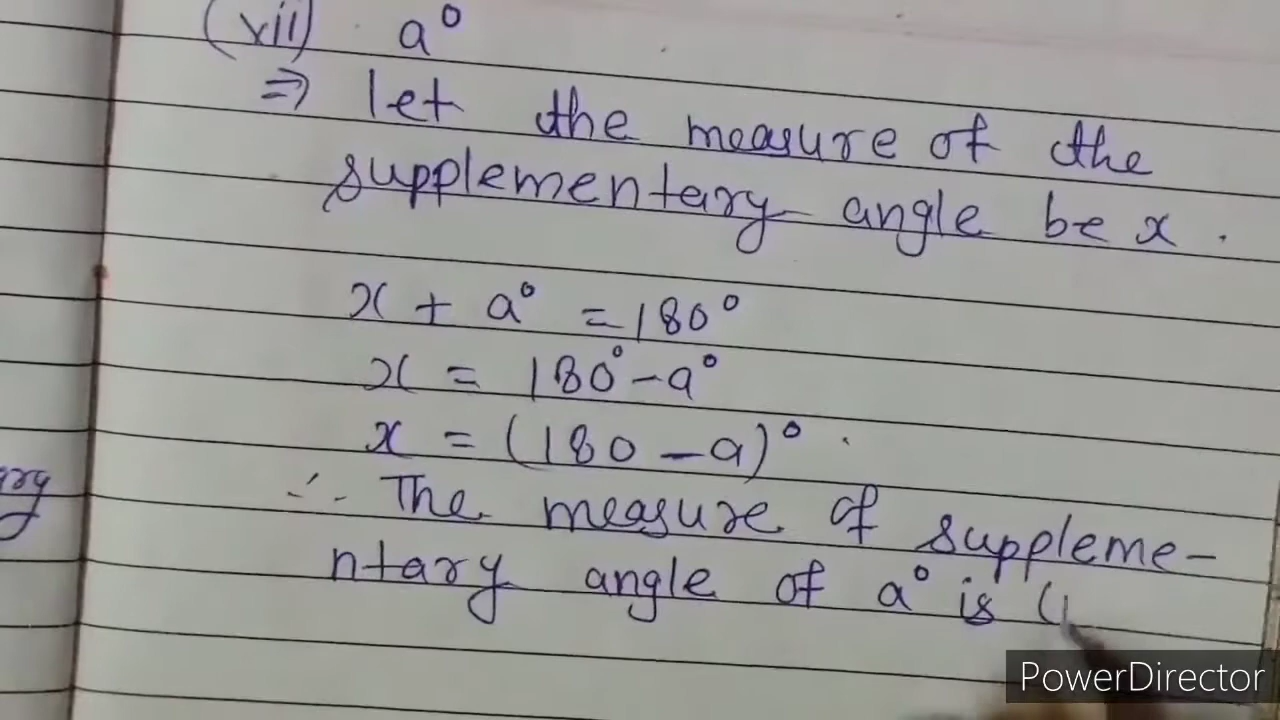 (xii) a°
⇒ let the measure of the
supplementary angle be x.
x + a° = 180°
x = 180° - a°
x = (180 - a)°.
∴ The measure of suppleme-
ntary angle of a° is (1
PowerDirector